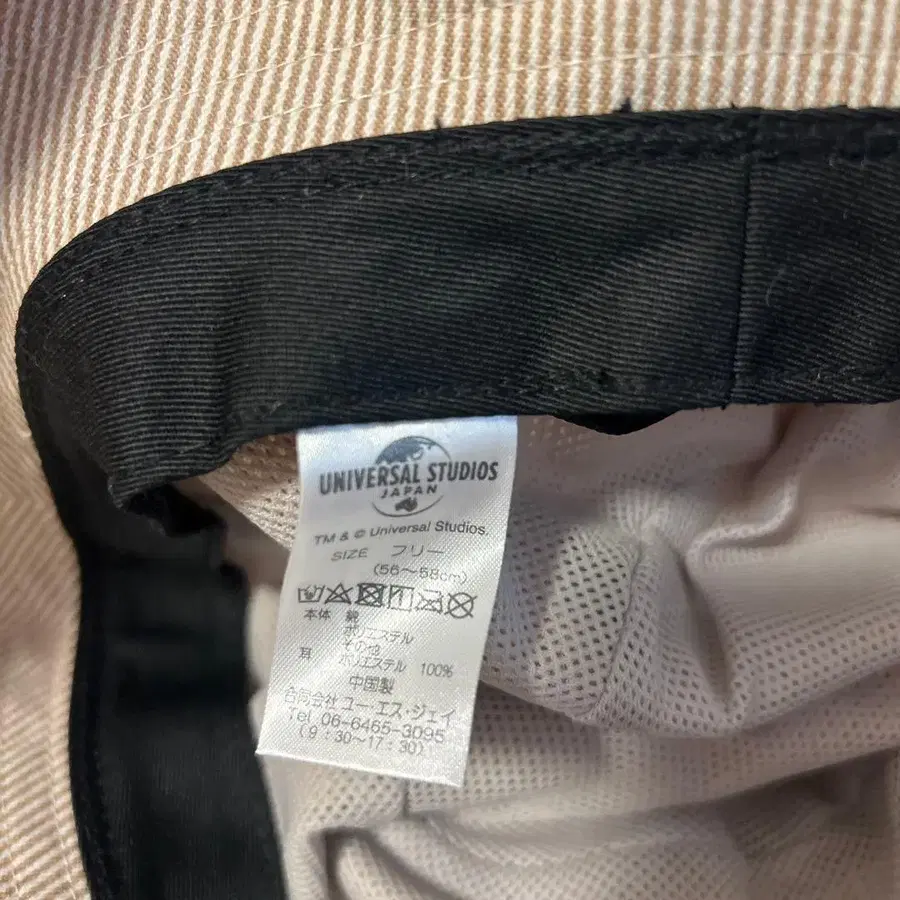 UNIVERSAL STUDIOS
JAPAN
TM & © Universal Studios.
SIZE フリー
(56～58cm)
本体 綿
ポリエステル
その他
耳 ポリエステル 100%
中国製
合同会社 ユー・エス・ジェイ
Tel 06-6465-3095
(9:30～17:30)